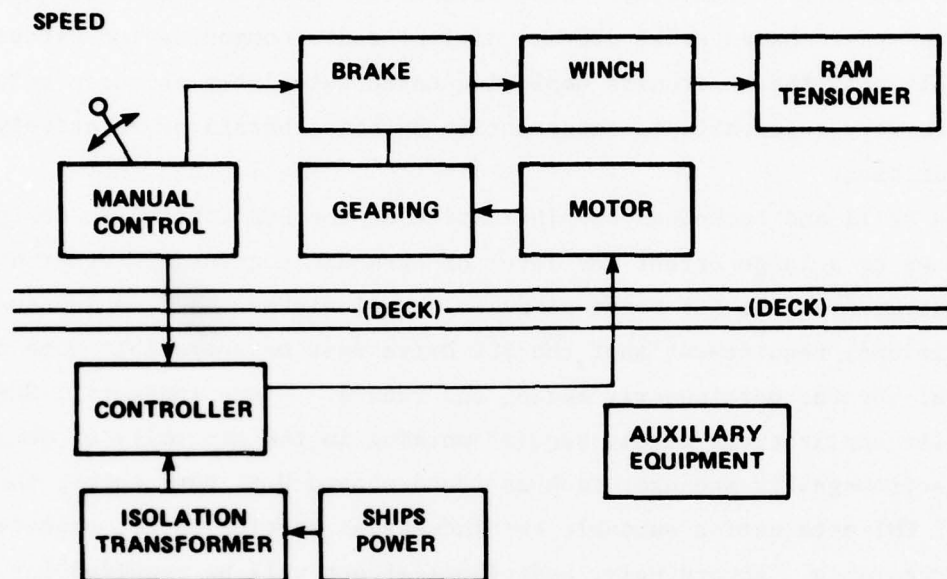 SPEED
BRAKE
WINCH
RAM
TENSIONER
MANUAL
CONTROL
GEARING
MOTOR
(DECK)
(DECK)
CONTROLLER
AUXILIARY
EQUIPMENT
ISOLATION
TRANSFORMER
SHIPS
POWER